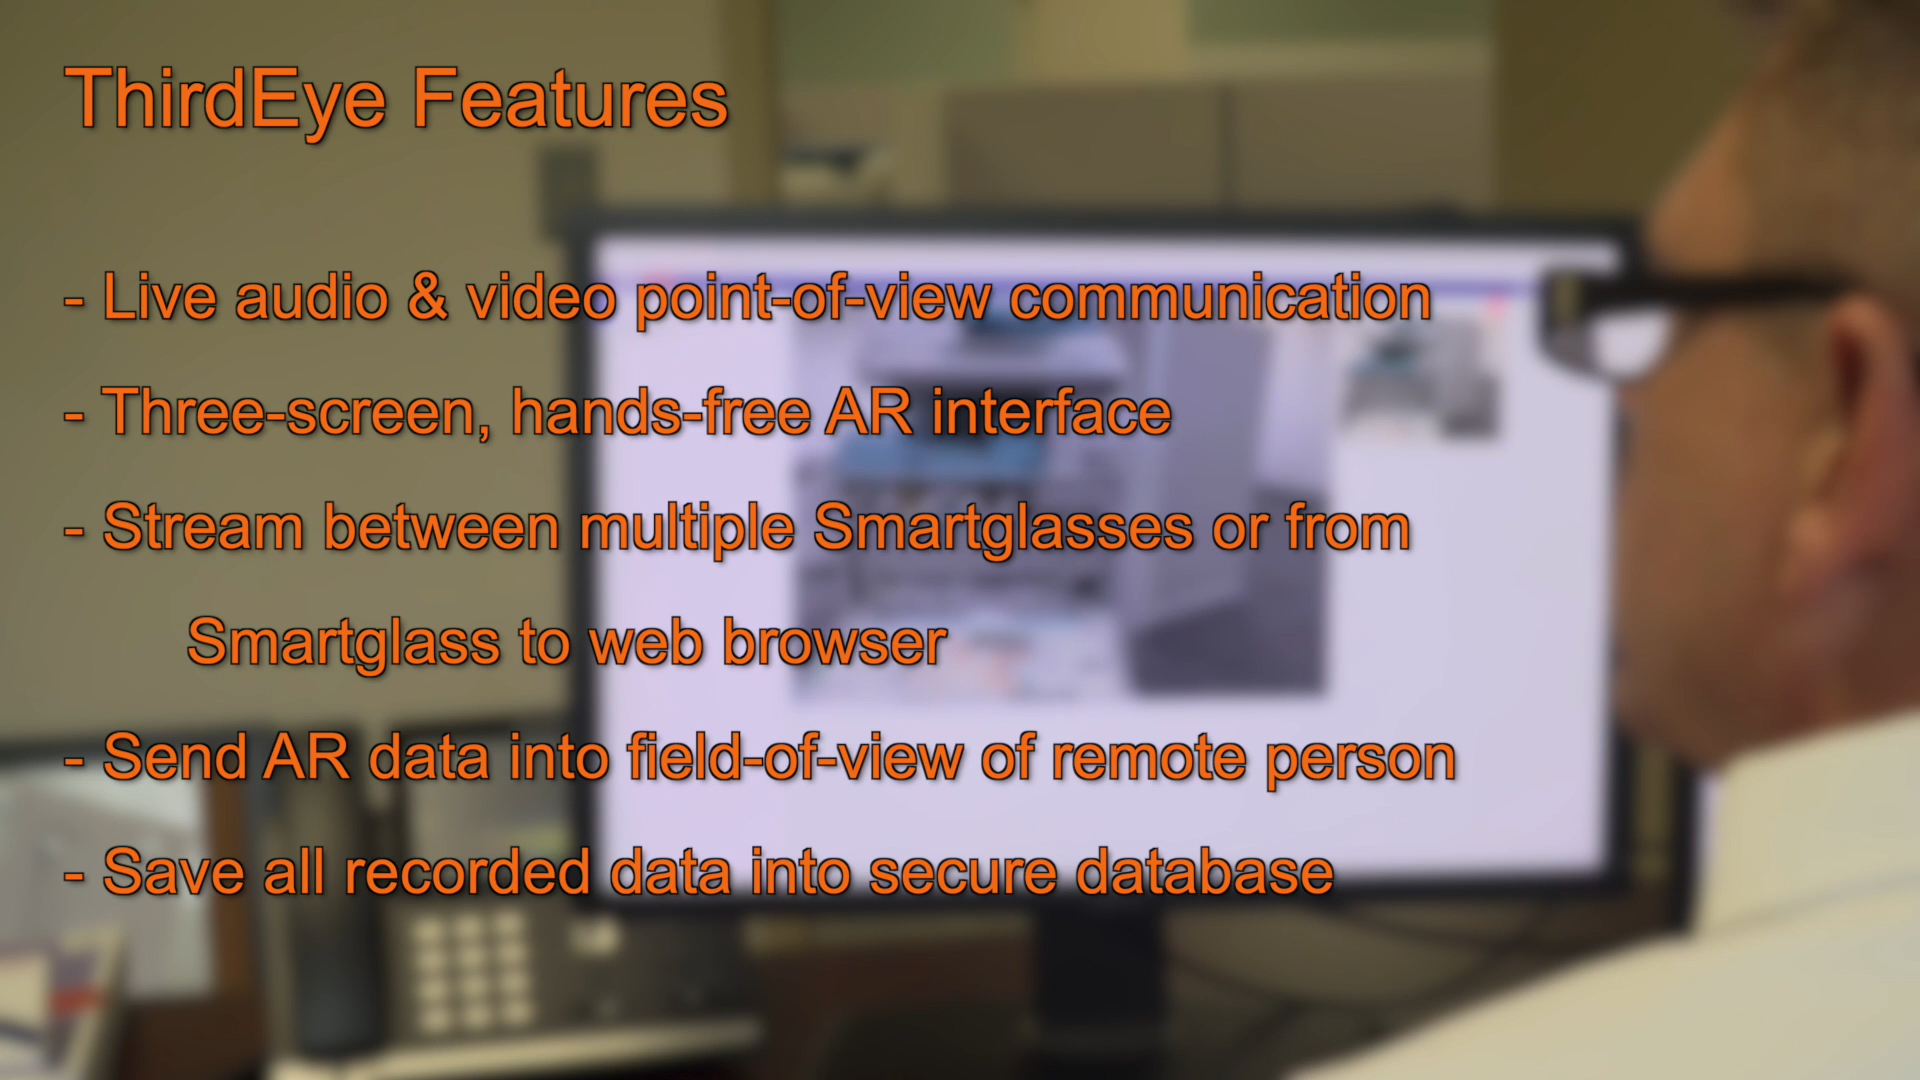 ThirdEye Features
- Live audio & video point-of-view communication
- Three-screen, hands-free AR interface
- Stream between multiple Smartglasses or from
Smartglass to web browser
- Send AR data into field-of-view of remote person
- Save all recorded data into secure database